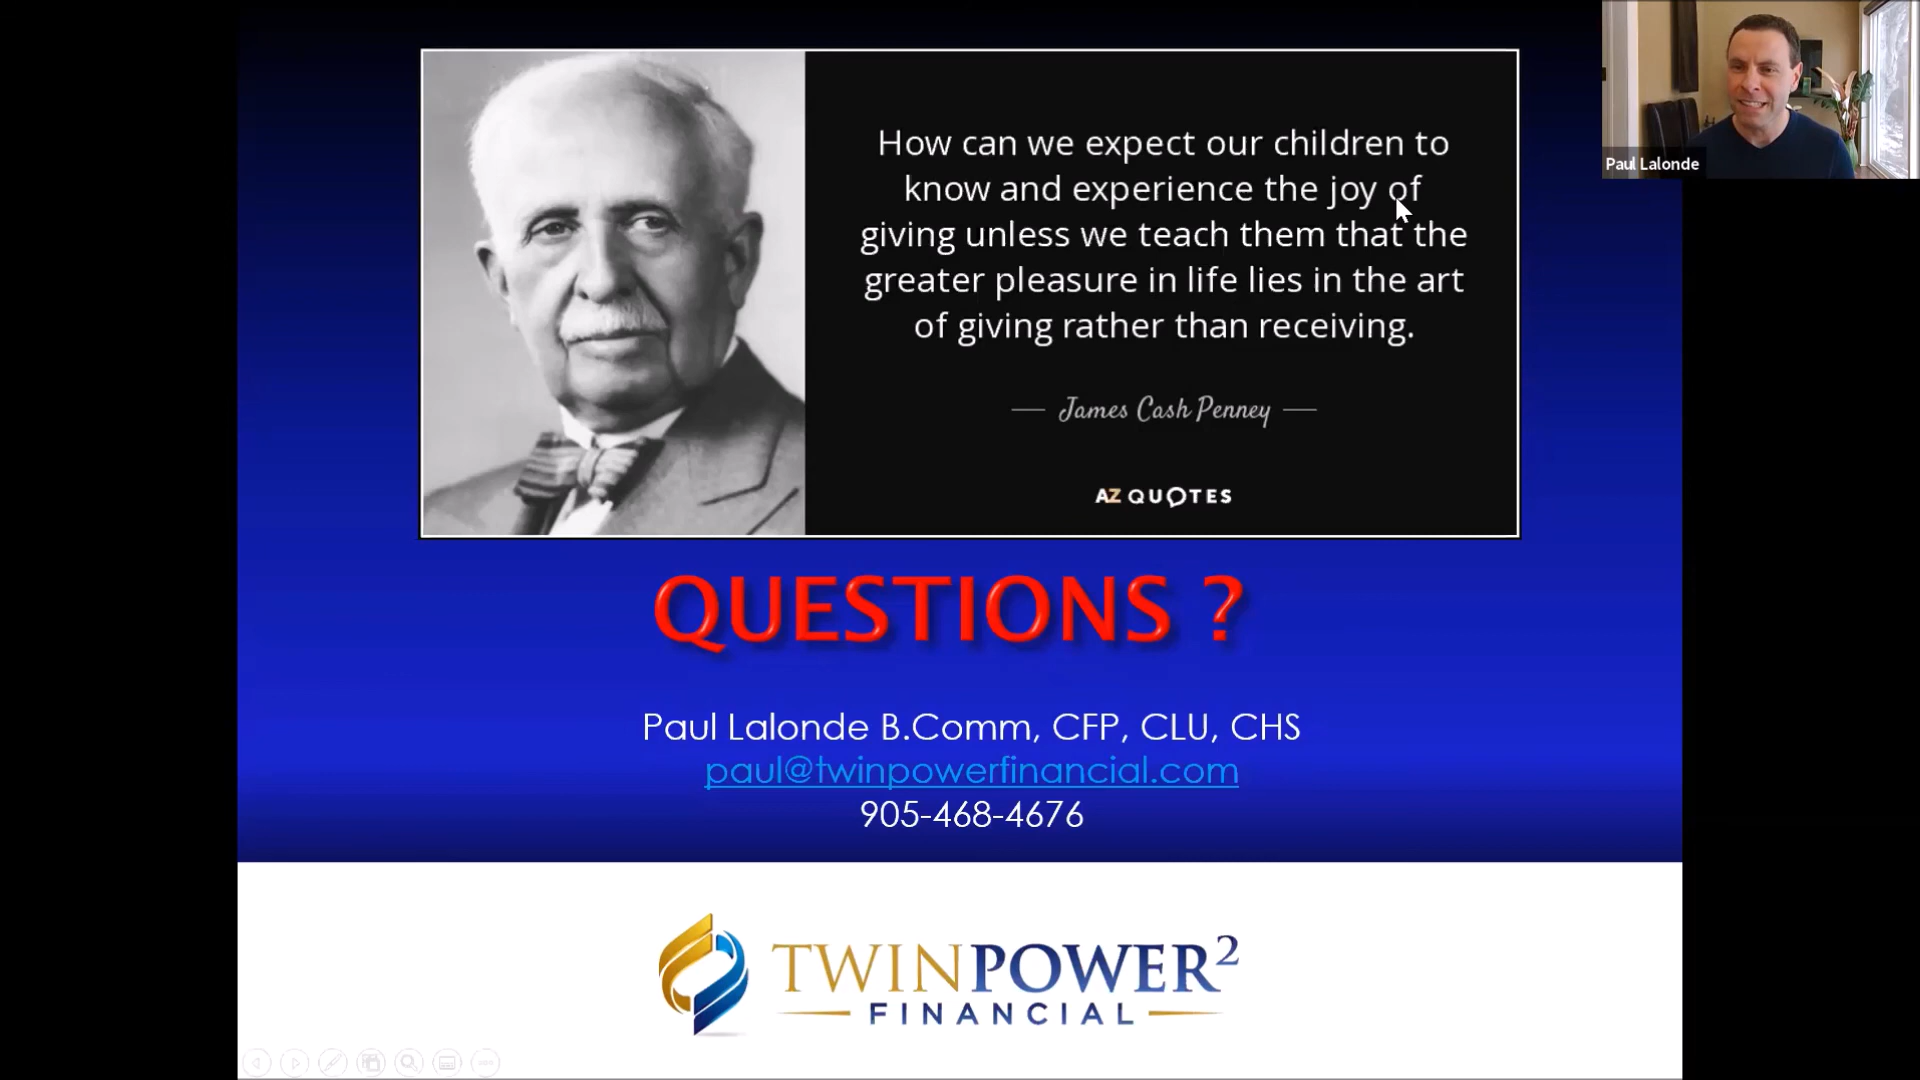 Paul Lalonde
How can we expect our children to
know and experience the joy of
giving unless we teach them that the
greater pleasure in life lies in the art
of giving rather than receiving.
James Cash Penney
AZ QUOTES
QUESTIONS ?
Paul Lalonde B.Comm, CFP, CLU, CHS
paul@twinpowerfinancial.com
905-468-4676
TWINPOWER²
FINANCIAL